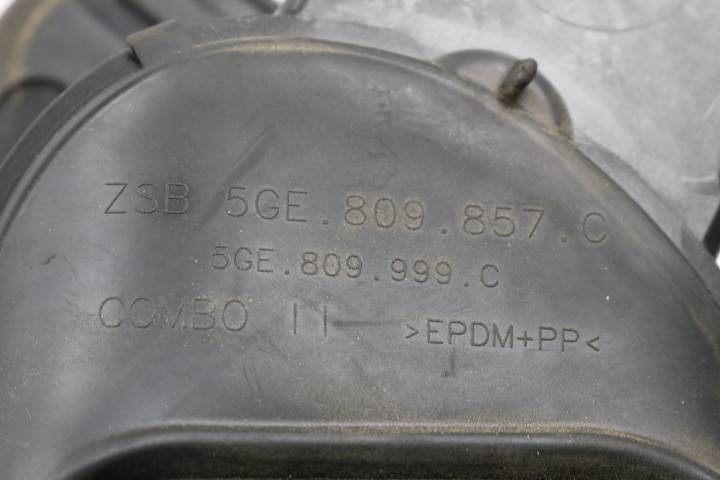 ZSB 5GE.809.857.C
5GE.809.999.C
COMBO II
>EPDM+PP<